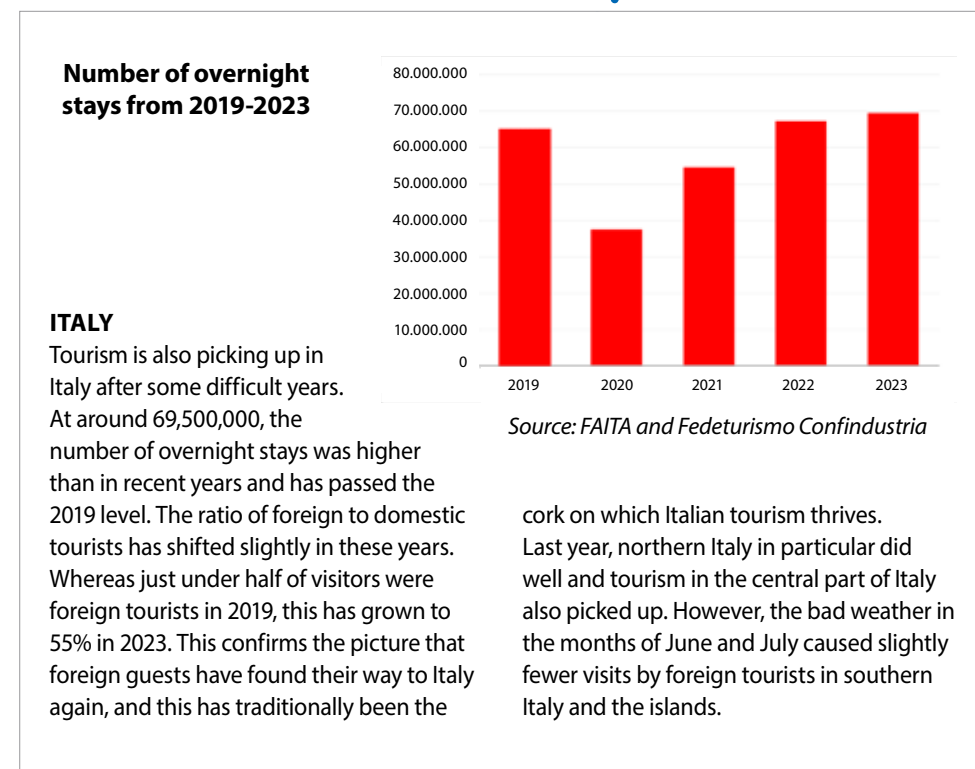 Number of overnight
stays from 2019-2023
80.000.000
70.000.000
60.000.000
50.000.000
40.000.000
30.000.000
20.000.000
10.000.000
0
2019 2020 2021 2022 2023
Source: FAITA and Fedeturismo Confindustria
ITALY
Tourism is also picking up in
Italy after some difficult years.
At around 69,500,000, the
number of overnight stays was higher
than in recent years and has passed the
2019 level. The ratio of foreign to domestic
tourists has shifted slightly in these years.
Whereas just under half of visitors were
foreign tourists in 2019, this has grown to
55% in 2023. This confirms the picture that
foreign guests have found their way to Italy
again, and this has traditionally been the
cork on which Italian tourism thrives.
Last year, northern Italy in particular did
well and tourism in the central part of Italy
also picked up. However, the bad weather in
the months of June and July caused slightly
fewer visits by foreign tourists in southern
Italy and the islands.